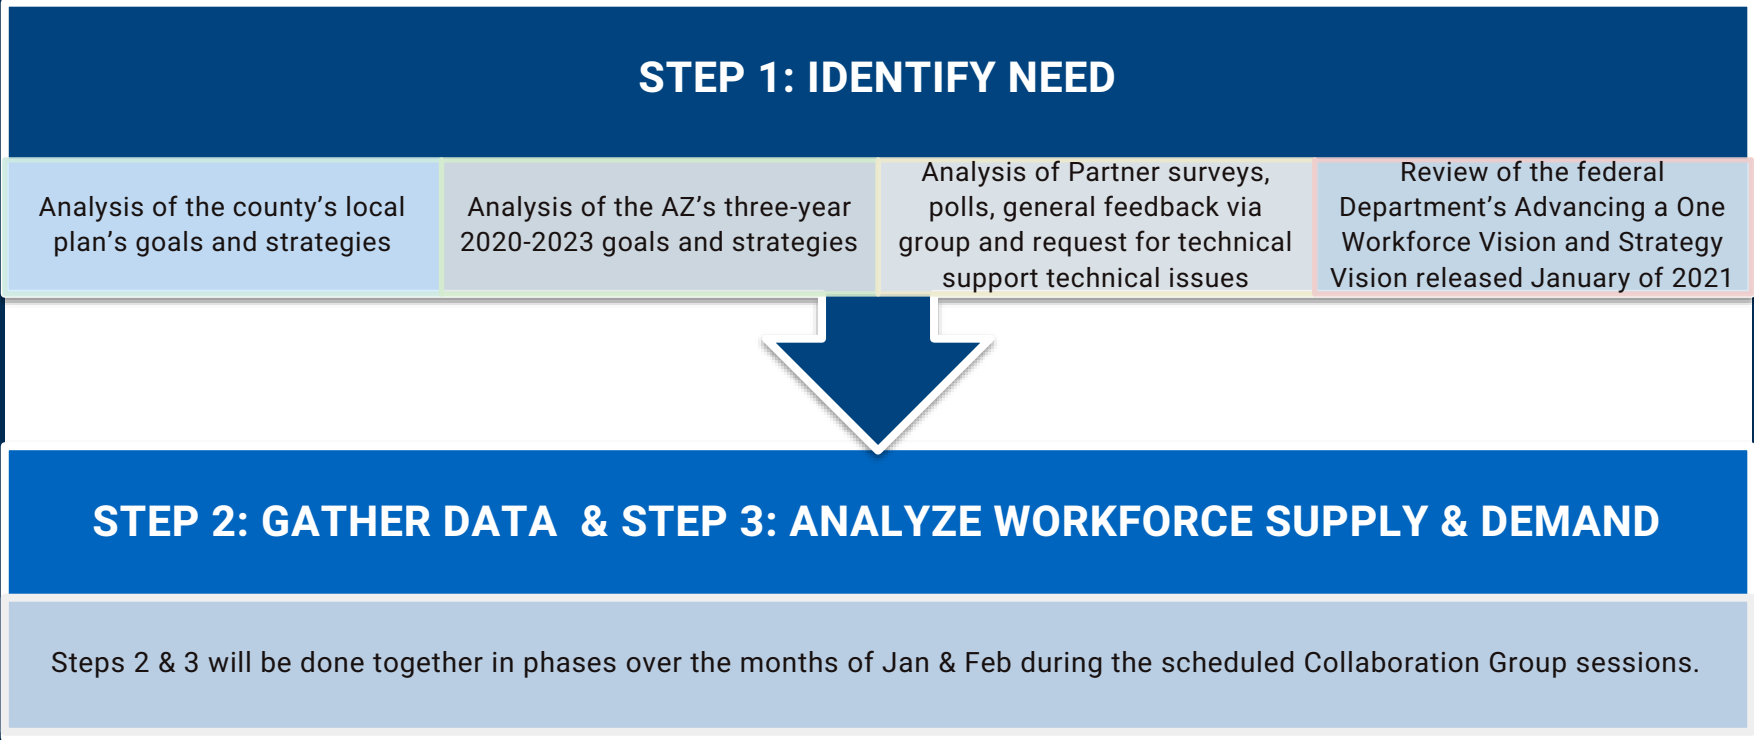 STEP 1: IDENTIFY NEED
Analysis of the county’s local
plan’s goals and strategies
Analysis of the AZ’s three-year
2020-2023 goals and strategies
Analysis of Partner surveys,
polls, general feedback via
group and request for technical
support technical issues
Review of the federal
Department’s Advancing a One
Workforce Vision and Strategy
Vision released January of 2021
STEP 2: GATHER DATA & STEP 3: ANALYZE WORKFORCE SUPPLY & DEMAND
Steps 2 & 3 will be done together in phases over the months of Jan & Feb during the scheduled Collaboration Group sessions.